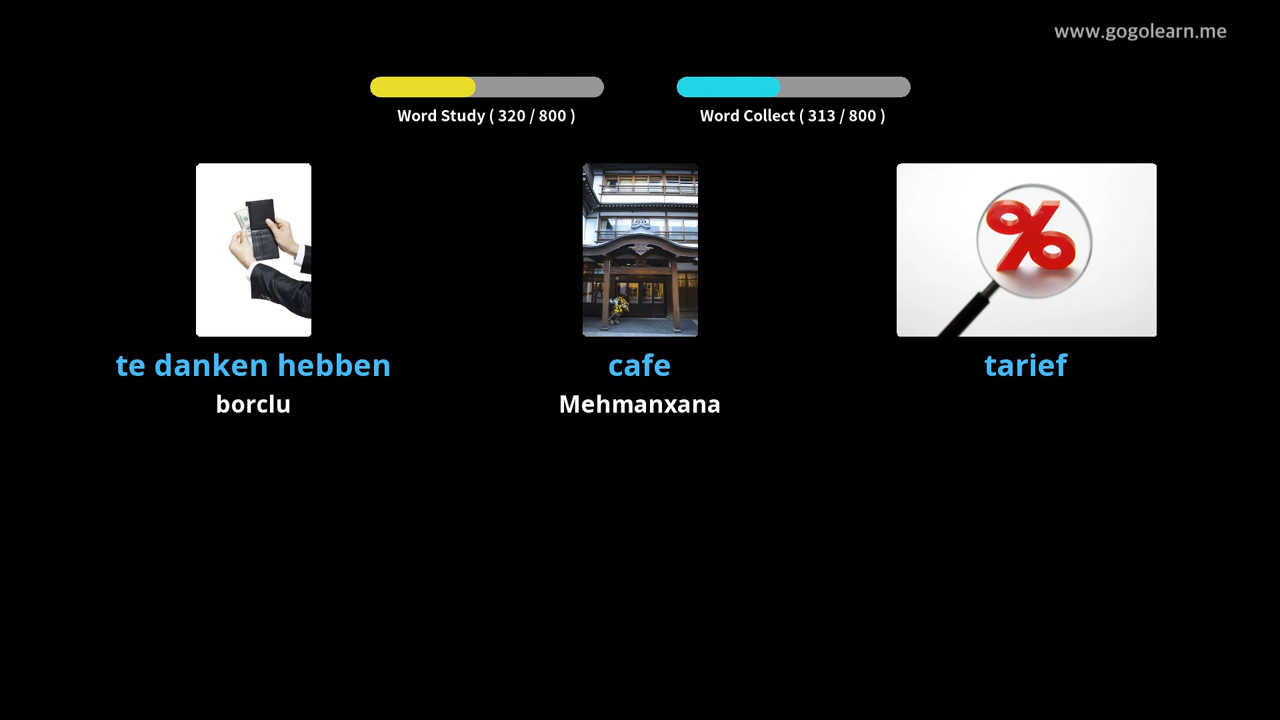 www.gogolearn.me
Word Study ( 320 / 800 )
Word Collect ( 313 / 800 )
te danken hebben
borclu
cafe
Mehmanxana
tarief